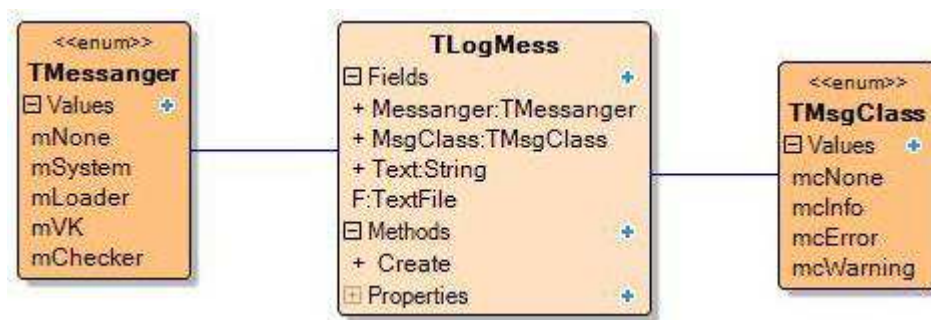 <<enum>>
TMessanger
Values
mNone
mSystem
mLoader
mVK
mChecker
TLogMess
Fields
+ Messanger:TMessanger
+ MsgClass:TMsgClass
+ Text:String
F:TextFile
Methods
+ Create
Properties
<<enum>>
TMsgClass
Values
mcNone
mcInfo
mcError
mcWarning